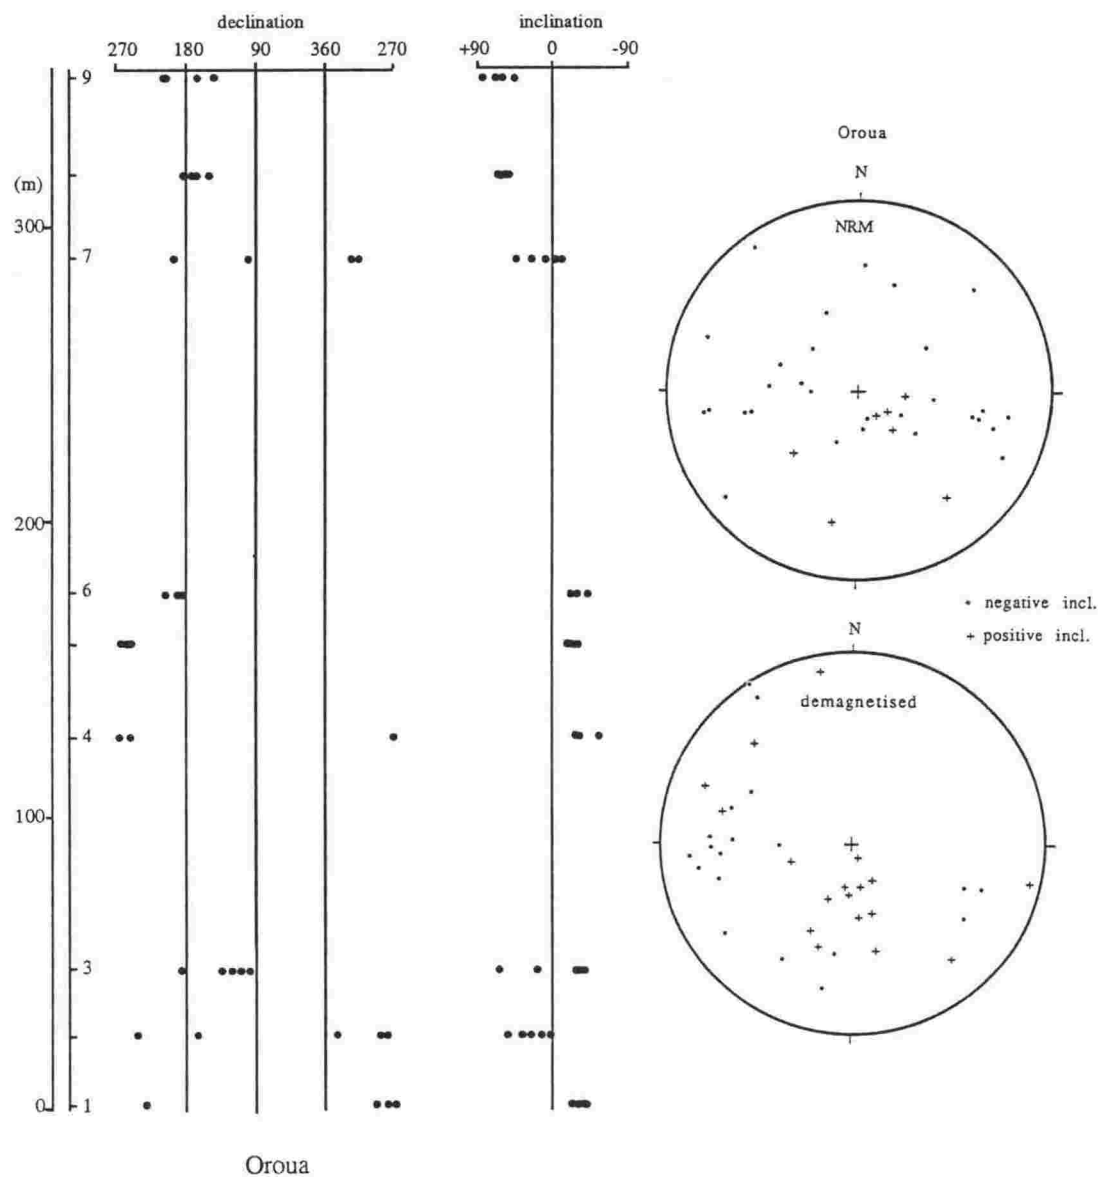 declination inclination
270 180 90 360 270 +90 0 -90
9
Oroua
N
(m)
NRM
300
7
200
6
negative incl.
positive incl.
N
demagnetised
4
100
3
0 1
Oroua